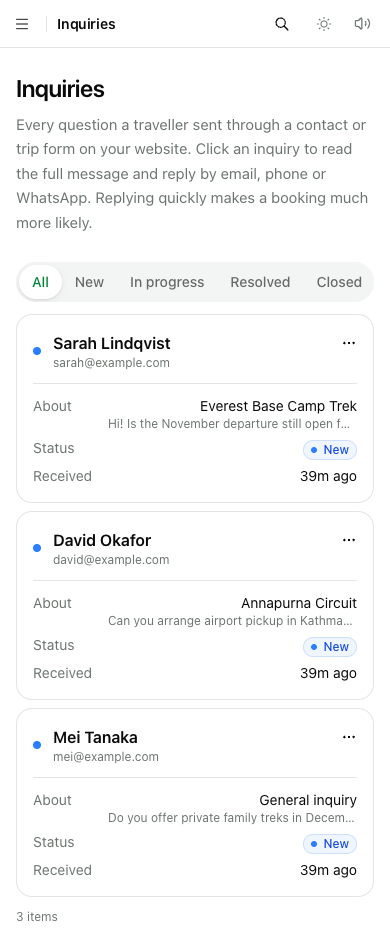 Inquiries
Inquiries
Every question a traveller sent through a contact or
trip form on your website. Click an inquiry to read
the full message and reply by email, phone or
WhatsApp. Replying quickly makes a booking much
more likely.
All New In progress Resolved Closed
Sarah Lindqvist
sarah@example.com
About Everest Base Camp Trek
Hi! Is the November departure still open f...
Status New
Received 39m ago
David Okafor
david@example.com
About Annapurna Circuit
Can you arrange airport pickup in Kathma...
Status New
Received 39m ago
Mei Tanaka
mei@example.com
About General inquiry
Do you offer private family treks in Decem...
Status New
Received 39m ago
3 items